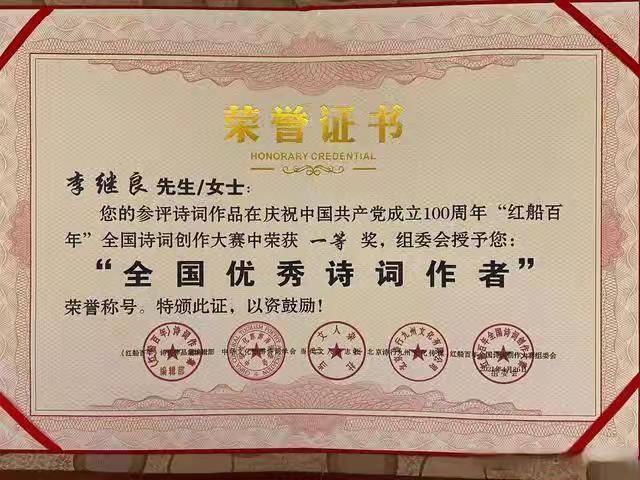 荣誉证书
HONORARY CREDENTIAL
李继良 先生/女士:
您的参评诗词作品在庆祝中国共产党成立100周年“红船百
年”全国诗词创作大赛中荣获 一等 奖,组委会授予您:
“全国优秀诗词作者”
荣誉称号。特颁此证,以资鼓励!
编辑部